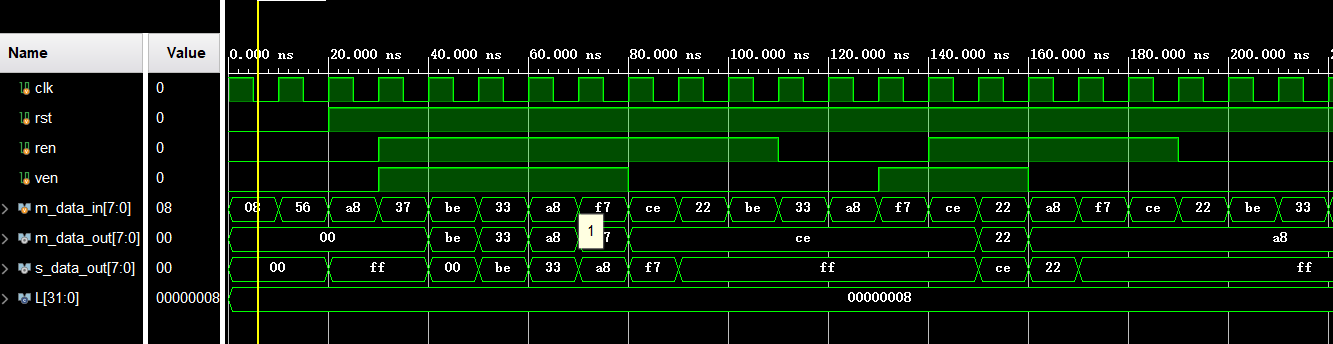 Name Value 0.000 ns 20.000 ns 40.000 ns 60.000 ns 80.000 ns 100.000 ns 120.000 ns 140.000 ns 160.000 ns 180.000 ns 200.000 ns
clk 0
rst 0
ren 0
ven 0
m_data_in[7:0] 08 08 56 a8 37 be 33 a8 f7 ce 22 be 33 a8 f7 ce 22 a8 f7 ce 22 be 33
m_data_out[7:0] 00 00 be 33 a8 7 ce 22 a8
1
s_data_out[7:0] 00 00 ff 00 be 33 a8 f7 ff ce 22 ff
L[31:0] 00000008 00000008